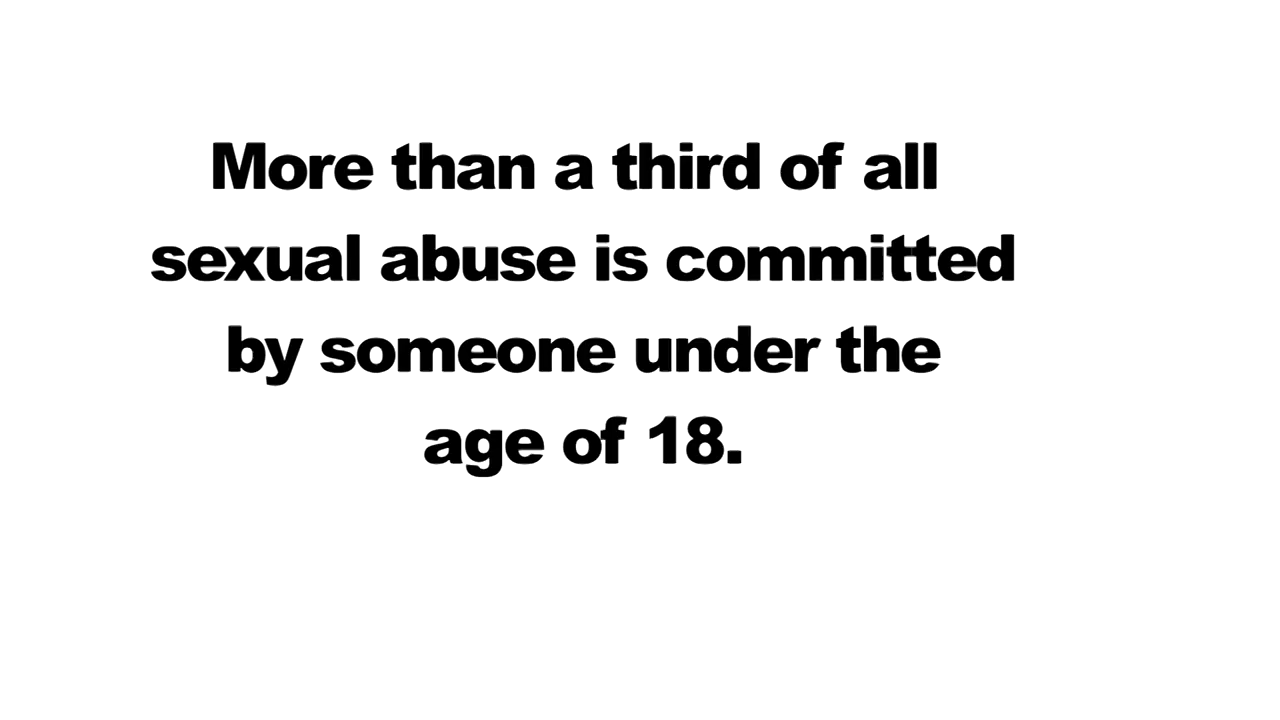 More than a third of all
sexual abuse is committed
by someone under the
age of 18.